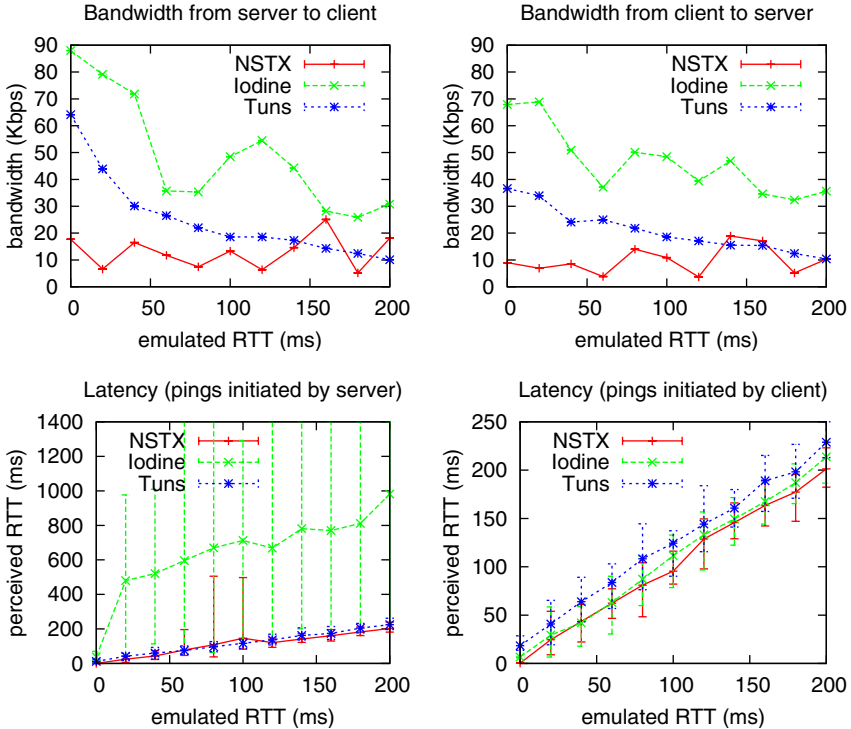 Bandwidth from server to client
bandwidth (Kbps)
90
80
70
60
50
40
30
20
10
0
NSTX
Iodine
Tuns
0 50 100 150 200
emulated RTT (ms)
Bandwidth from client to server
bandwidth (Kbps)
90
80
70
60
50
40
30
20
10
0
NSTX
Iodine
Tuns
0 50 100 150 200
emulated RTT (ms)
Latency (pings initiated by server)
perceived RTT (ms)
1400
1200
1000
800
600
400
200
0
NSTX
Iodine
Tuns
0 50 100 150 200
emulated RTT (ms)
Latency (pings initiated by client)
perceived RTT (ms)
250
200
150
100
50
0
NSTX
Iodine
Tuns
0 50 100 150 200
emulated RTT (ms)